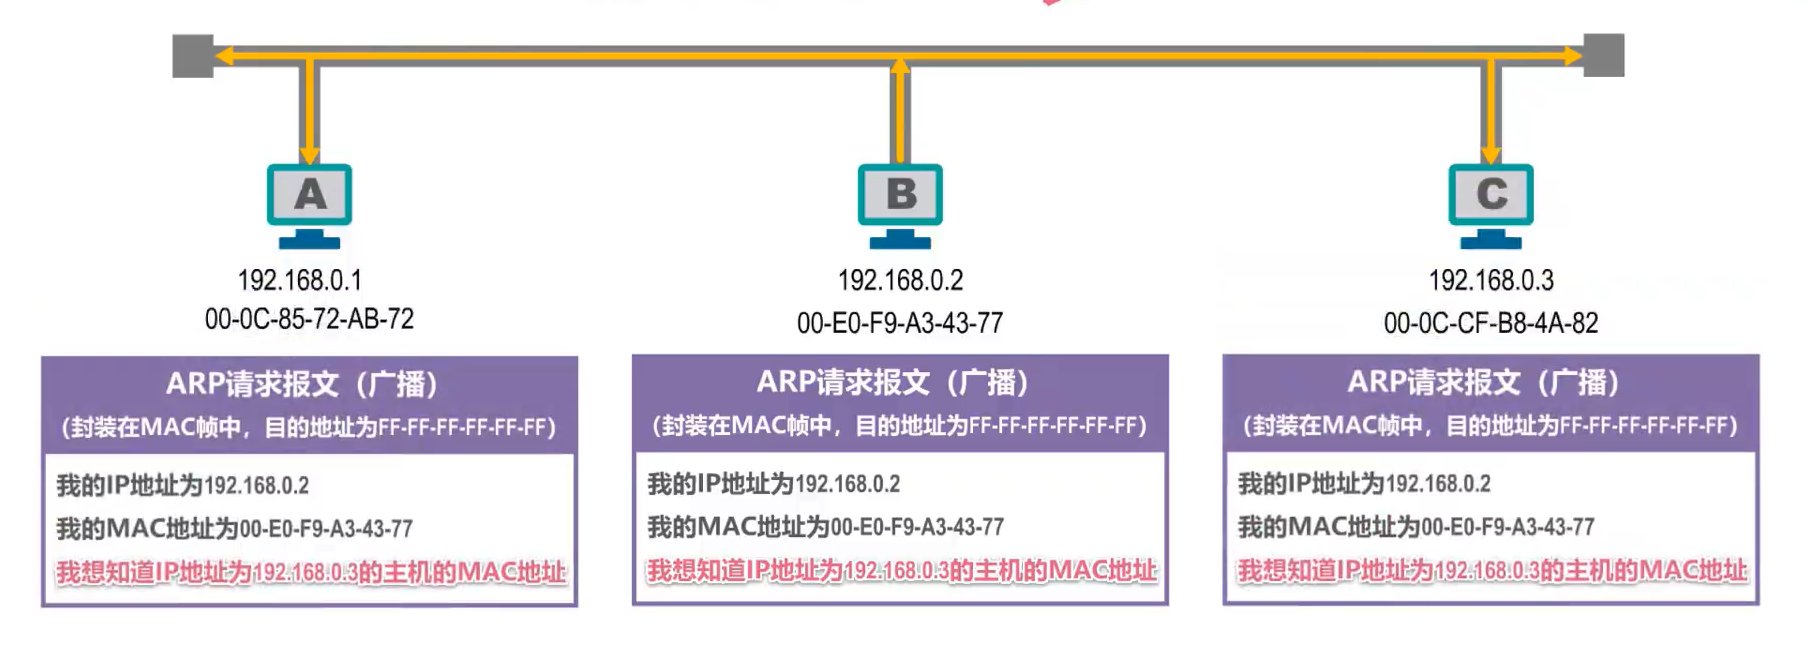 A
B
C
192.168.0.1
00-0C-85-72-AB-72
192.168.0.2
00-E0-F9-A3-43-77
192.168.0.3
00-0C-CF-B8-4A-82
ARP请求报文（广播）
（封装在MAC帧中，目的地址为FF-FF-FF-FF-FF-FF）
我的IP地址为192.168.0.2
我的MAC地址为00-E0-F9-A3-43-77
我想知道IP地址为192.168.0.3的主机的MAC地址
ARP请求报文（广播）
（封装在MAC帧中，目的地址为FF-FF-FF-FF-FF-FF）
我的IP地址为192.168.0.2
我的MAC地址为00-E0-F9-A3-43-77
我想知道IP地址为192.168.0.3的主机的MAC地址
ARP请求报文（广播）
（封装在MAC帧中，目的地址为FF-FF-FF-FF-FF-FF）
我的IP地址为192.168.0.2
我的MAC地址为00-E0-F9-A3-43-77
我想知道IP地址为192.168.0.3的主机的MAC地址